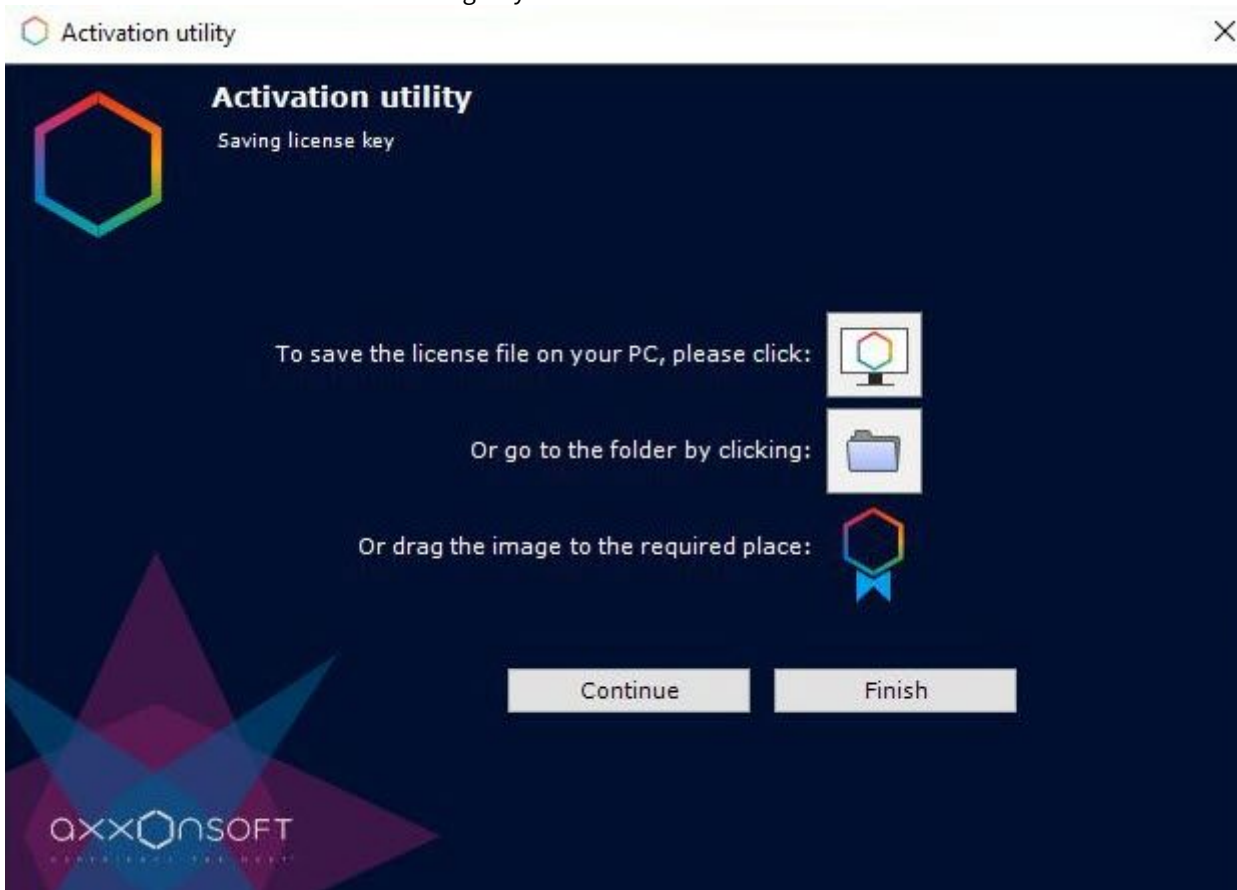 Activation utility
Activation utility
Saving license key
To save the license file on your PC, please click:
Or go to the folder by clicking:
Or drag the image to the required place:
Continue
Finish
axxonsoft